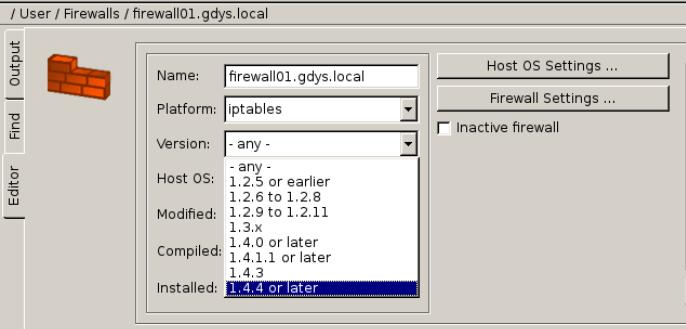 / User / Firewalls / firewall01.gdys.local
Output
Find
Editor
Name: firewall01.gdys.local
Platform: iptables
Version: - any -
- any -
1.2.5 or earlier
1.2.6 to 1.2.8
1.2.9 to 1.2.11
1.3.x
1.4.0 or later
1.4.1.1 or later
1.4.3
1.4.4 or later
Host OS:
Modified:
Compiled:
Installed:
Host OS Settings ...
Firewall Settings ...
Inactive firewall